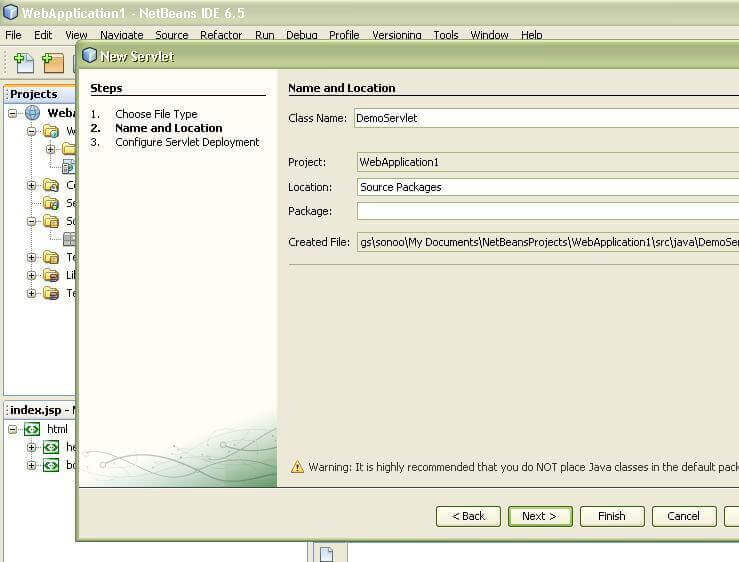 WebApplication1 - NetBeans IDE 6.5
File Edit View Navigate Source Refactor Run Debug Profile Versioning Tools Window Help
New Servlet
Projects
Steps
1. Choose File Type
2. Name and Location
3. Configure Servlet Deployment
Name and Location
Class Name: DemoServlet
Project: WebApplication1
Location: Source Packages
Package:
Created File: gs\sonoo\My Documents\NetBeansProjects\WebApplication1\src\java\DemoSer
Warning: It is highly recommended that you do NOT place Java classes in the default pack
< Back Next > Finish Cancel
WebA
W
C
Se
So
Te
Lib
Te
index.jsp -
html
he
bo